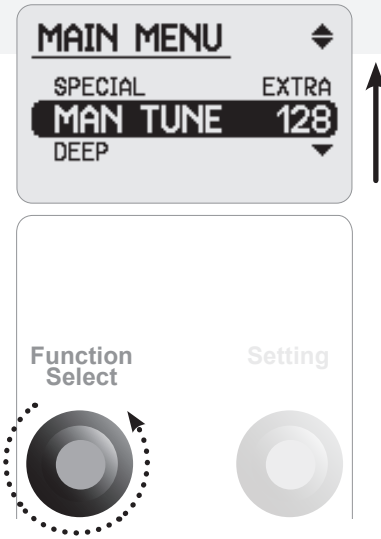 MAIN MENU
SPECIAL EXTRA
MAN TUNE 128
DEEP
Function Setting
Select